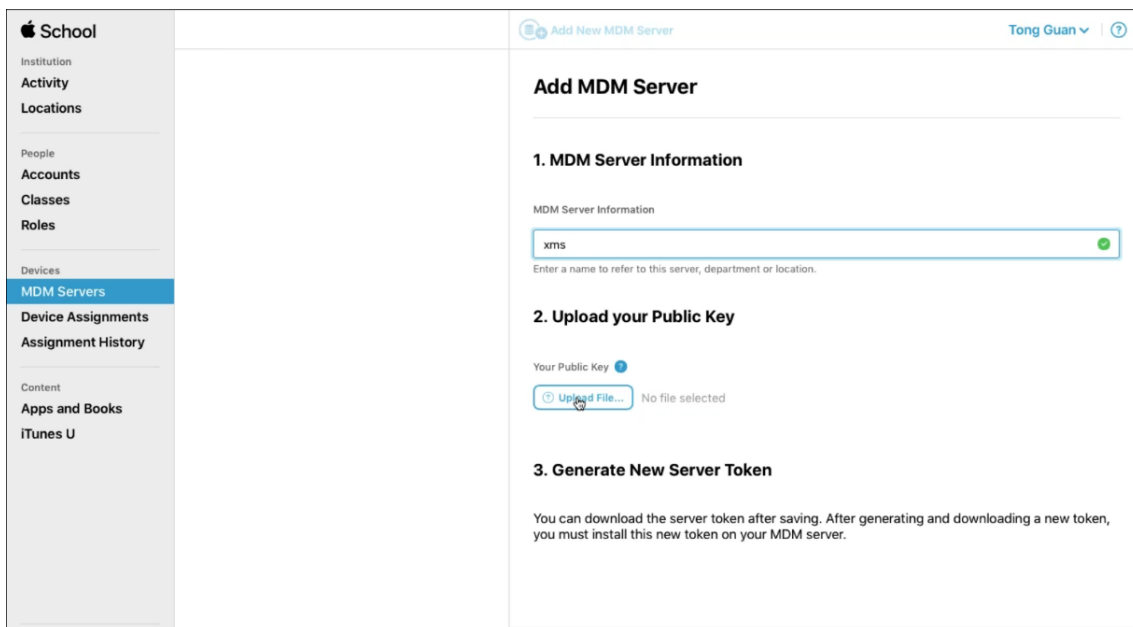 School
Institution
Activity
Locations
People
Accounts
Classes
Roles
Devices
MDM Servers
Device Assignments
Assignment History
Content
Apps and Books
iTunes U
Add New MDM Server
Tong Guan
?
Add MDM Server
1. MDM Server Information
MDM Server Information
xms
Enter a name to refer to this server, department or location.
2. Upload your Public Key
Your Public Key ?
Upload File... No file selected
3. Generate New Server Token
You can download the server token after saving. After generating and downloading a new token,
you must install this new token on your MDM server.